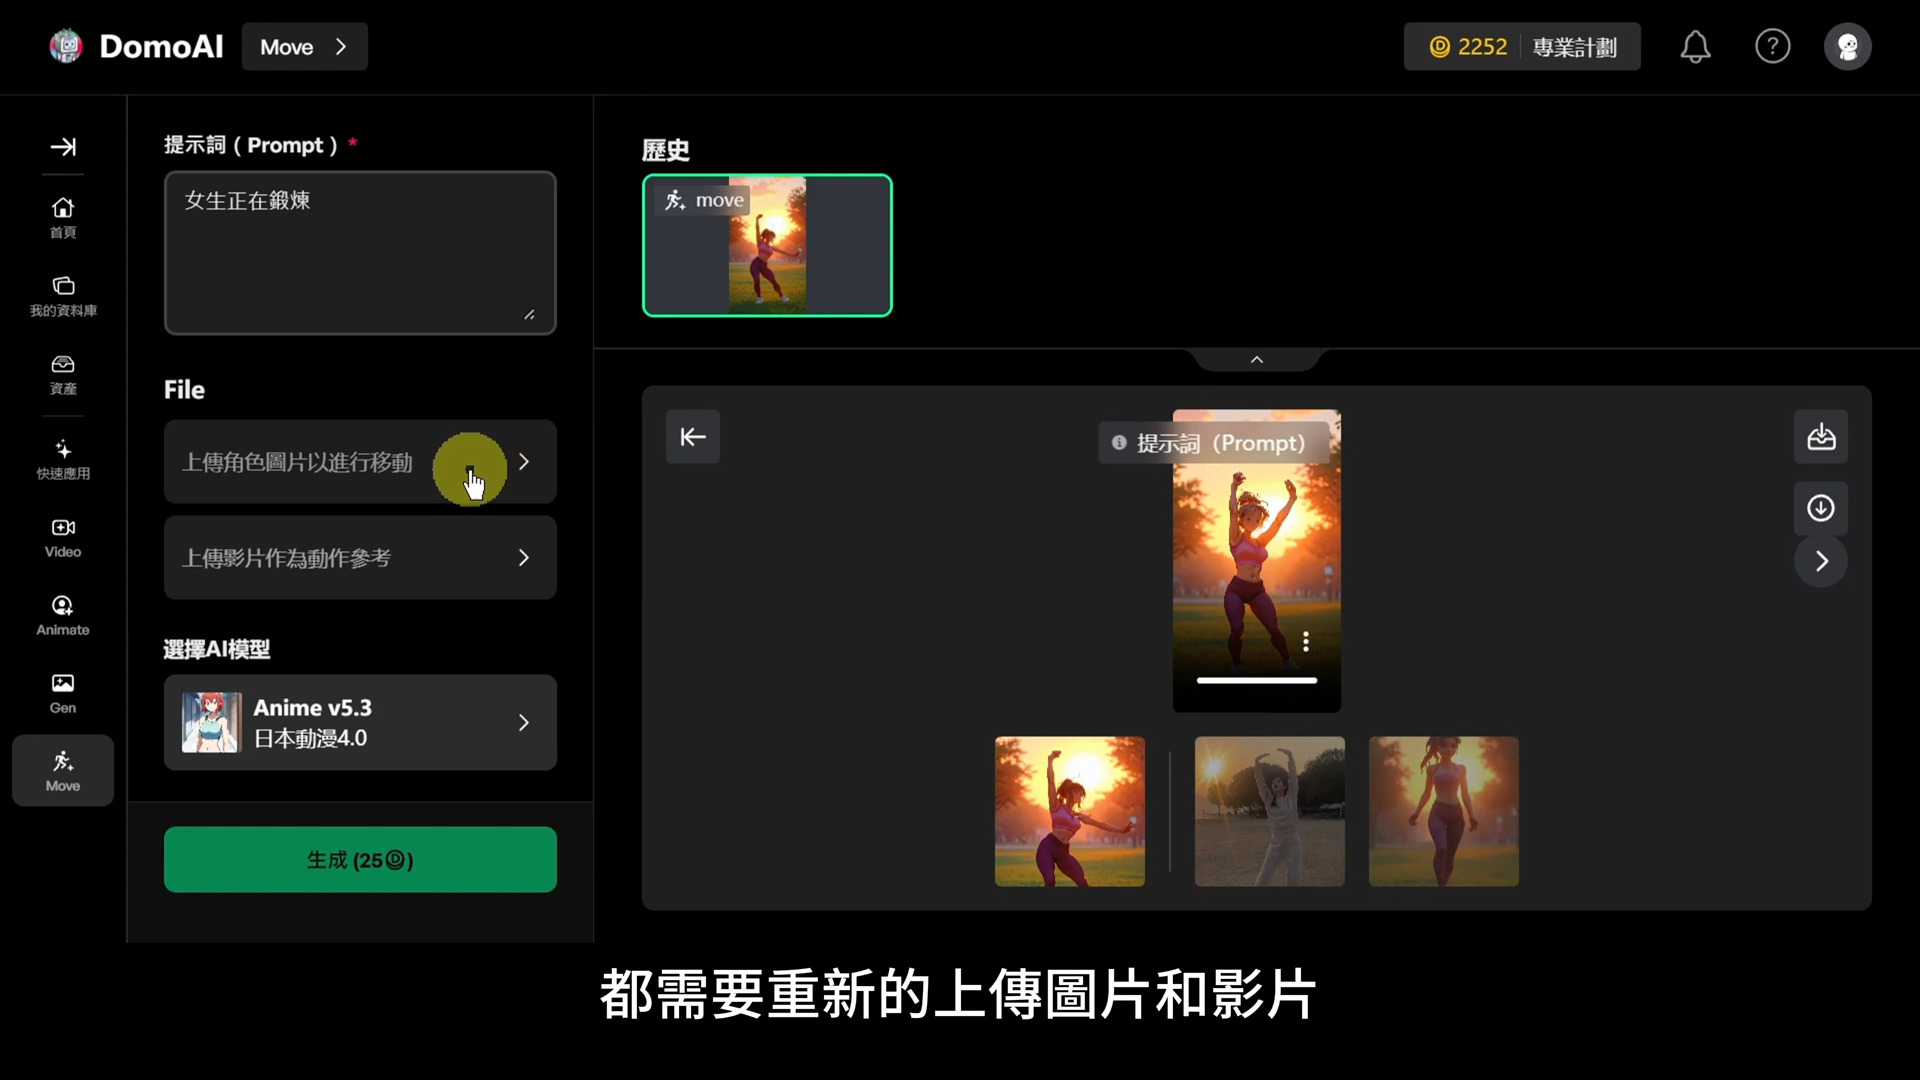 DomoAI
Move
2252
專業計劃
首頁
我的資料庫
資產
快速應用
Video
Animate
Gen
Move
提示詞 ( Prompt ) *
女生正在鍛煉
File
上傳角色圖片以進行移動
上傳影片作為動作參考
選擇AI模型
Anime v5.3
日本動漫4.0
生成 (25)
歷史
move
提示詞（Prompt）
都需要重新的上傳圖片和影片